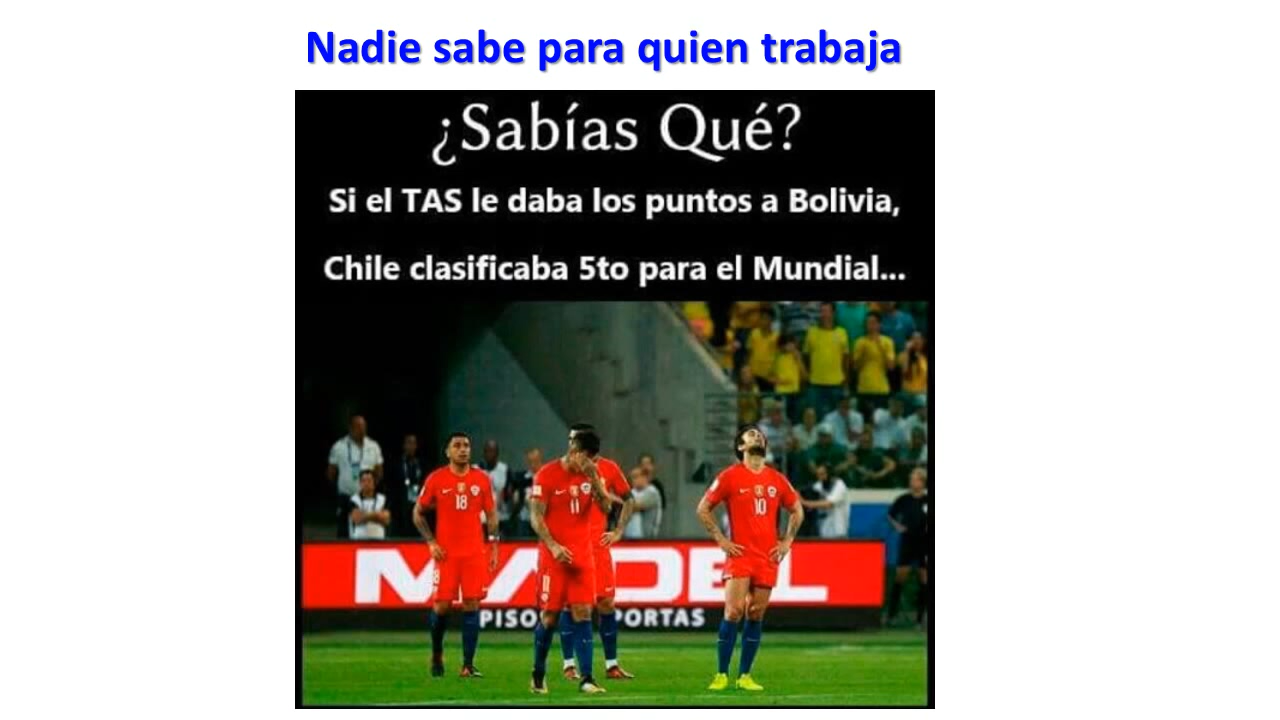 Nadie sabe para quien trabaja
¿Sabías Qué?
Si el TAS le daba los puntos a Bolivia,
Chile clasificaba 5to para el Mundial...
18
11
10
PORTAS